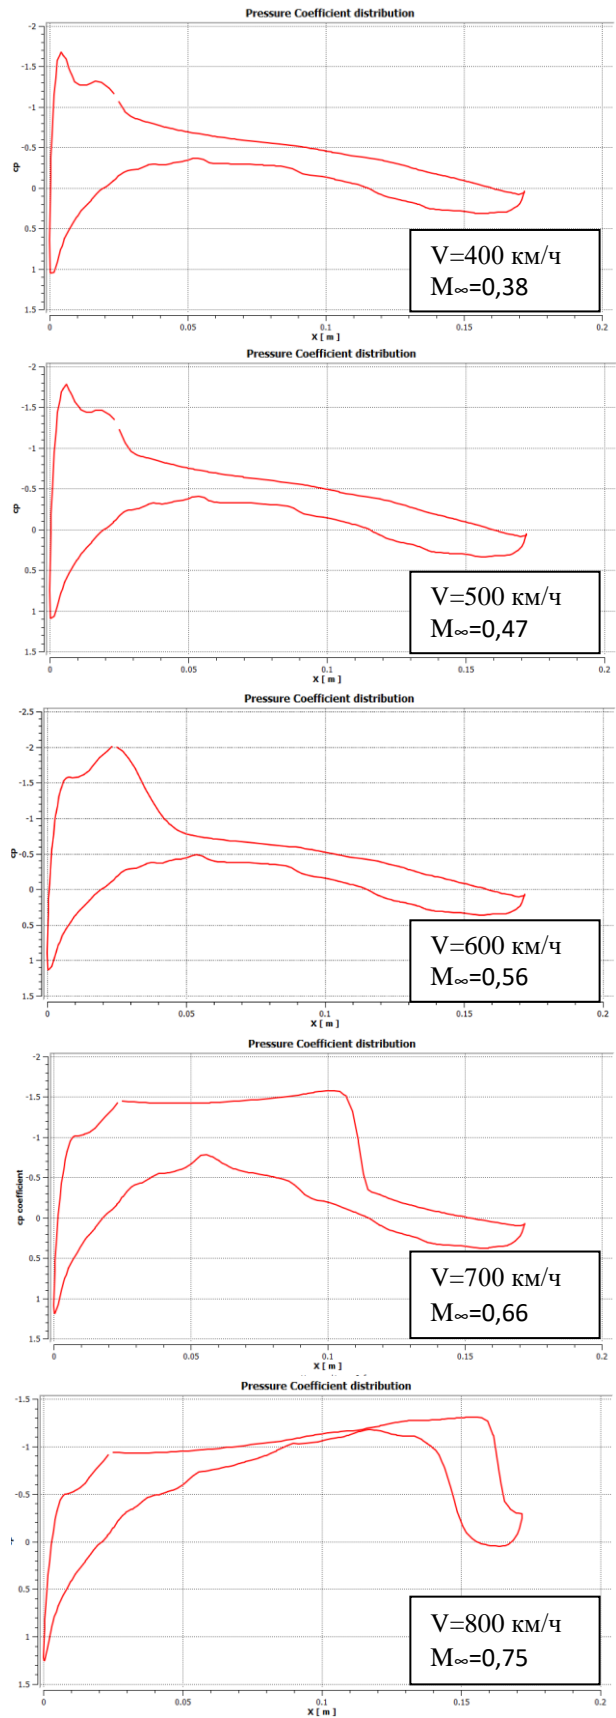 Pressure Coefficient distribution
-2
-1.5
-1
-0.5
0
0.5
1
1.5
cp
0
0.05
0.1
0.15
0.2
X [ m ]
V=400 км/ч
M∞=0,38
Pressure Coefficient distribution
-2
-1.5
-1
-0.5
0
0.5
1
1.5
cp
0
0.05
0.1
0.15
0.2
X [ m ]
V=500 км/ч
M∞=0,47
Pressure Coefficient distribution
-2.5
-2
-1.5
-1
-0.5
0
0.5
1
1.5
cp
0
0.05
0.1
0.15
0.2
X [ m ]
V=600 км/ч
M∞=0,56
Pressure Coefficient distribution
-2
-1.5
-1
-0.5
0
0.5
1
1.5
cp coefficient
0
0.05
0.1
0.15
0.2
X [ m ]
V=700 км/ч
M∞=0,66
Pressure Coefficient distribution
-1.5
-1
-0.5
0
0.5
1
1.5
0
0.05
0.1
0.15
0.2
X [ m ]
V=800 км/ч
M∞=0,75